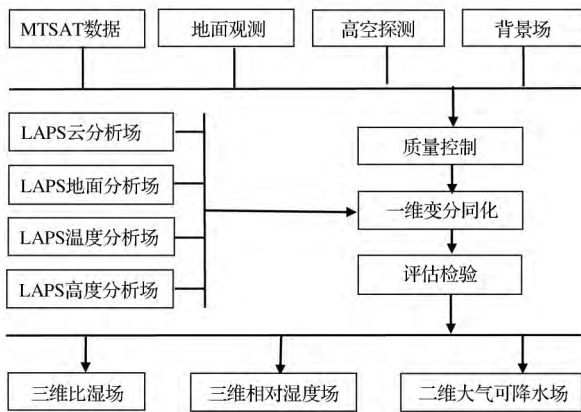 MTSAT数据
地面观测
高空探测
背景场
LAPS云分析场
LAPS地面分析场
LAPS温度分析场
LAPS高度分析场
质量控制
一维变分同化
评估检验
三维比湿场
三维相对湿度场
二维大气可降水场